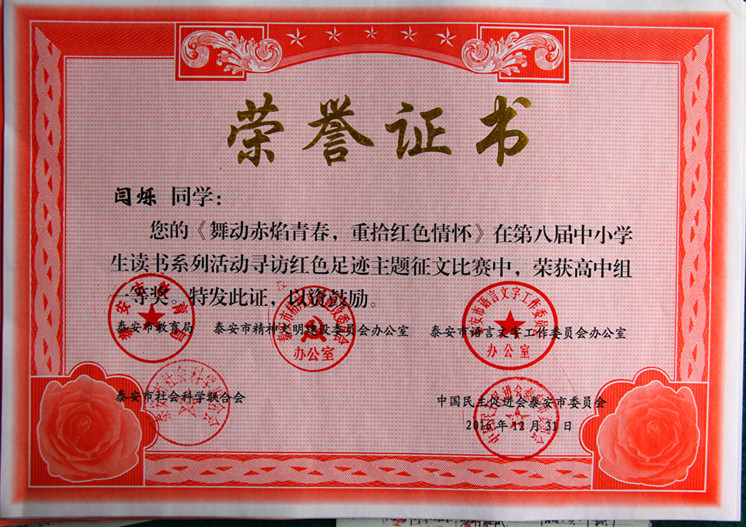 荣誉证书
闫烁 同学：
您的《舞动赤焰青春，重拾红色情怀》在第八届中小学
生读书系列活动寻访红色足迹主题征文比赛中，荣获高中组
等奖。特发此证，以资鼓励。
泰安市教育局 泰安市精神文明建设委员会办公室 泰安市语言文字工作委员会办公室
办公室
办公室
泰安市社会科学联合会 中国民主促进会泰安市委员会
2016年12月31日